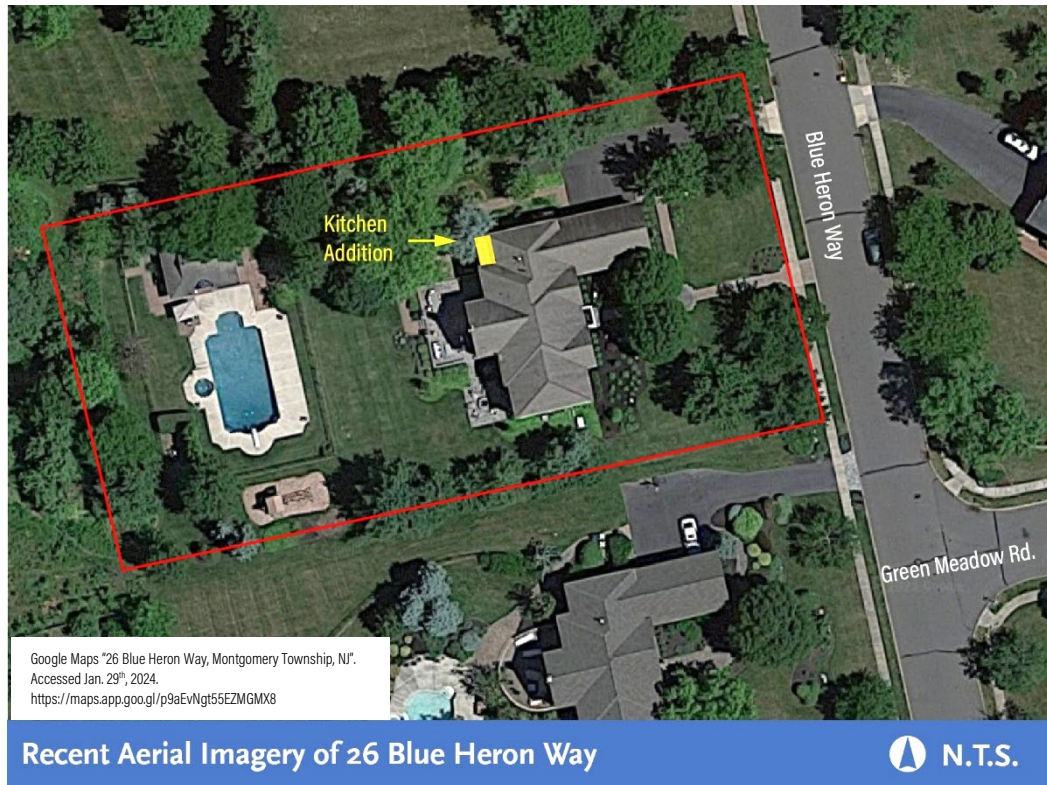 Kitchen
Addition
Blue Heron Way
Green Meadow Rd.
Google Maps "26 Blue Heron Way, Montgomery Township, NJ".
Accessed Jan. 29th, 2024.
https://maps.app.goo.gl/p9aEvNgt55EZMGMX8
Recent Aerial Imagery of 26 Blue Heron Way
N.T.S.